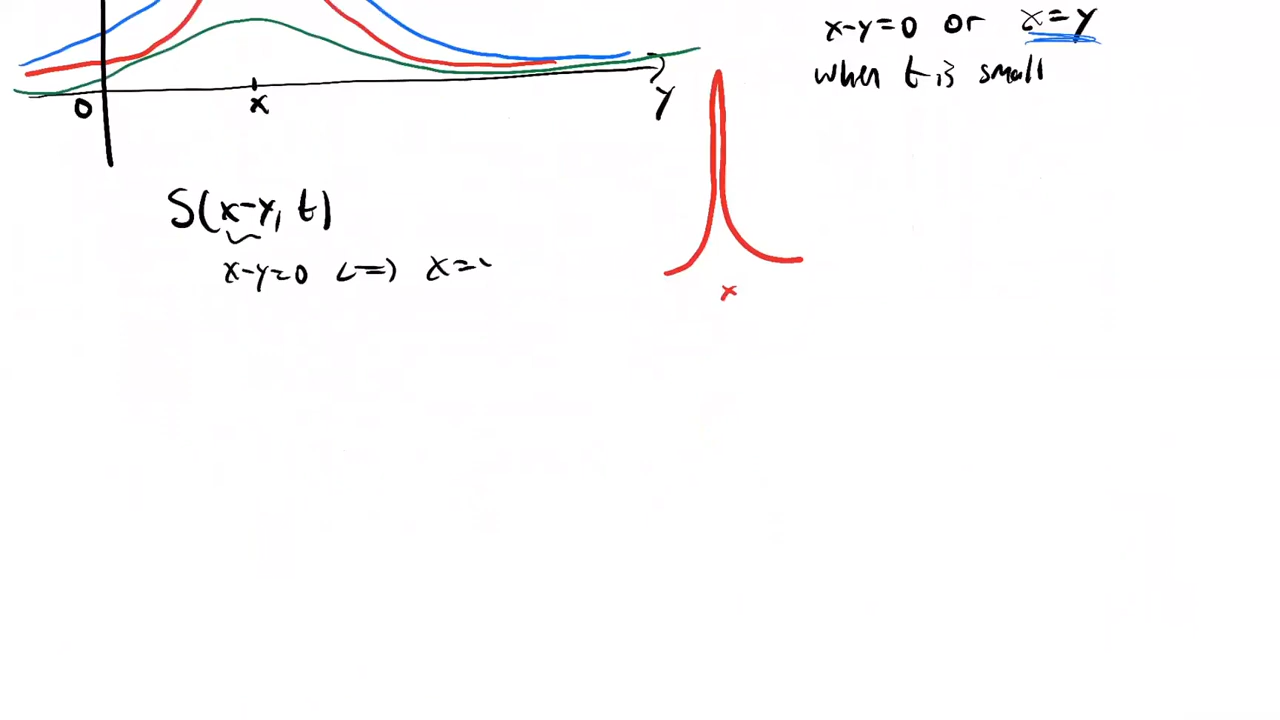 x-y=0 or x=y
when t is small
0
x
y
S(x-y, t)
x-y=0 <=> x=
x